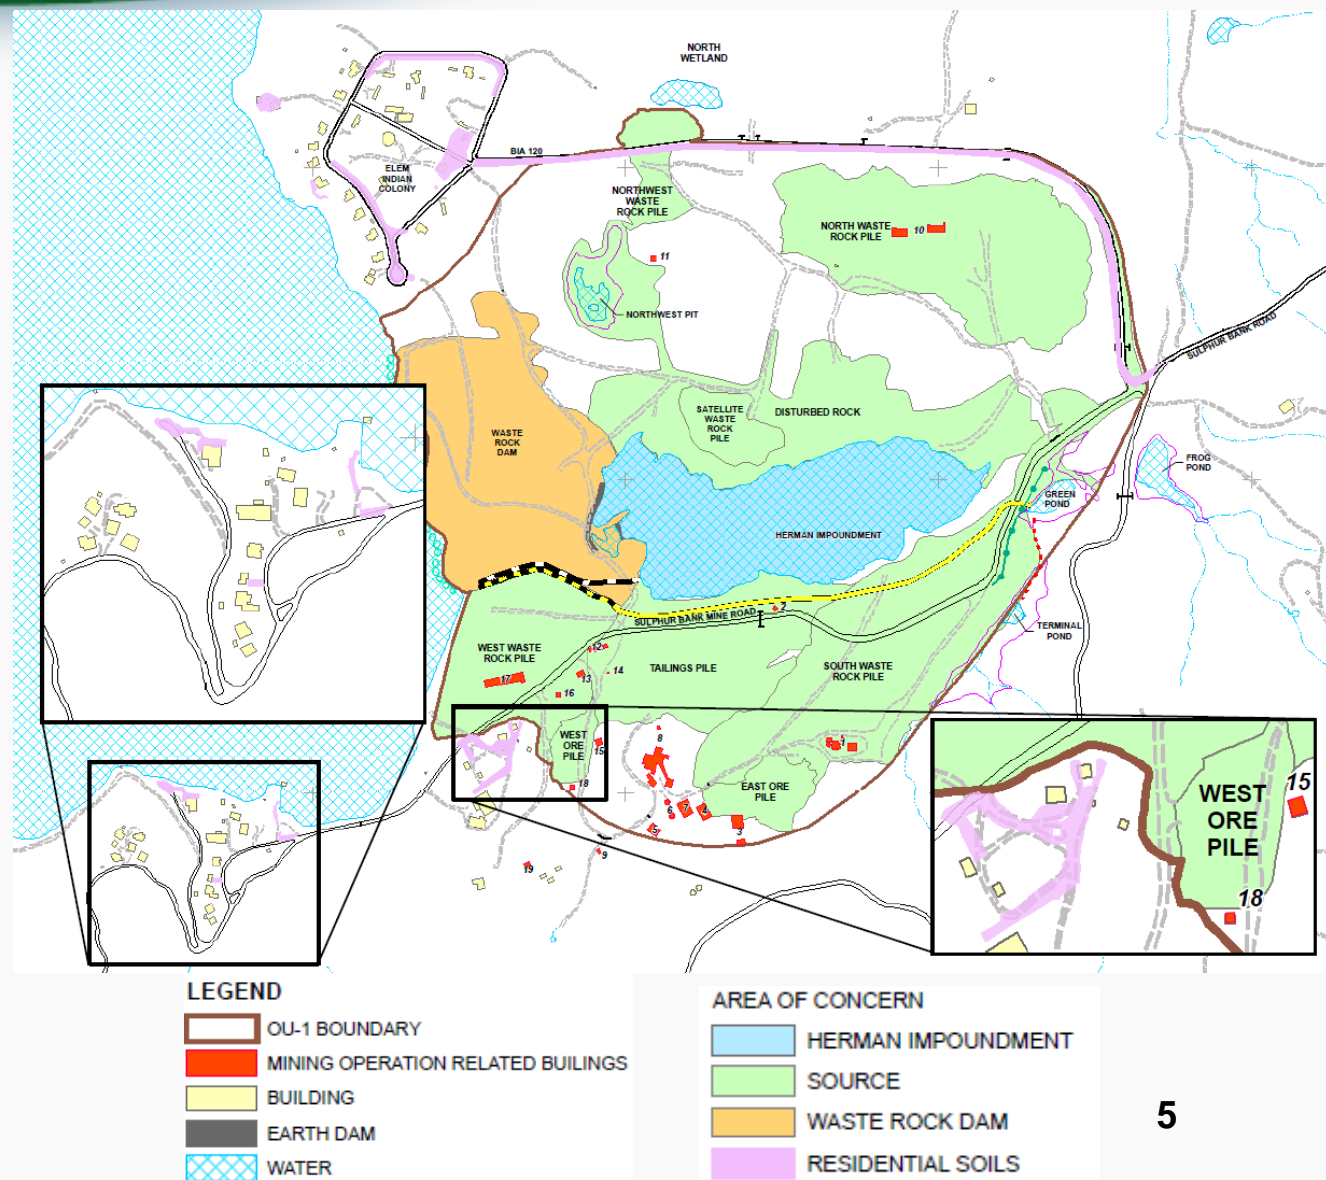 NORTH
WETLAND
BIA 120
ELEM
INDIAN
COLONY
NORTHWEST
WASTE
ROCK PILE
NORTH WASTE
ROCK PILE
10
11
NORTHWEST PIT
SULPHUR BANK ROAD
SATELLITE
WASTE
ROCK
PILE
DISTURBED ROCK
WASTE
ROCK
DAM
FROG
POND
GREEN
POND
HERMAN IMPOUNDMENT
2
SULPHUR BANK MINE ROAD
TERMINAL
POND
WEST WASTE
ROCK PILE
12
TAILINGS PILE
SOUTH WASTE
ROCK PILE
13
14
17
16
WEST
ORE
PILE
15
8
1
18
EAST ORE
PILE
6
7
4
5
3
9
19
WEST
ORE
PILE
15
18
LEGEND
OU-1 BOUNDARY
MINING OPERATION RELATED BUILINGS
BUILDING
EARTH DAM
WATER
AREA OF CONCERN
HERMAN IMPOUNDMENT
SOURCE
WASTE ROCK DAM
RESIDENTIAL SOILS
5